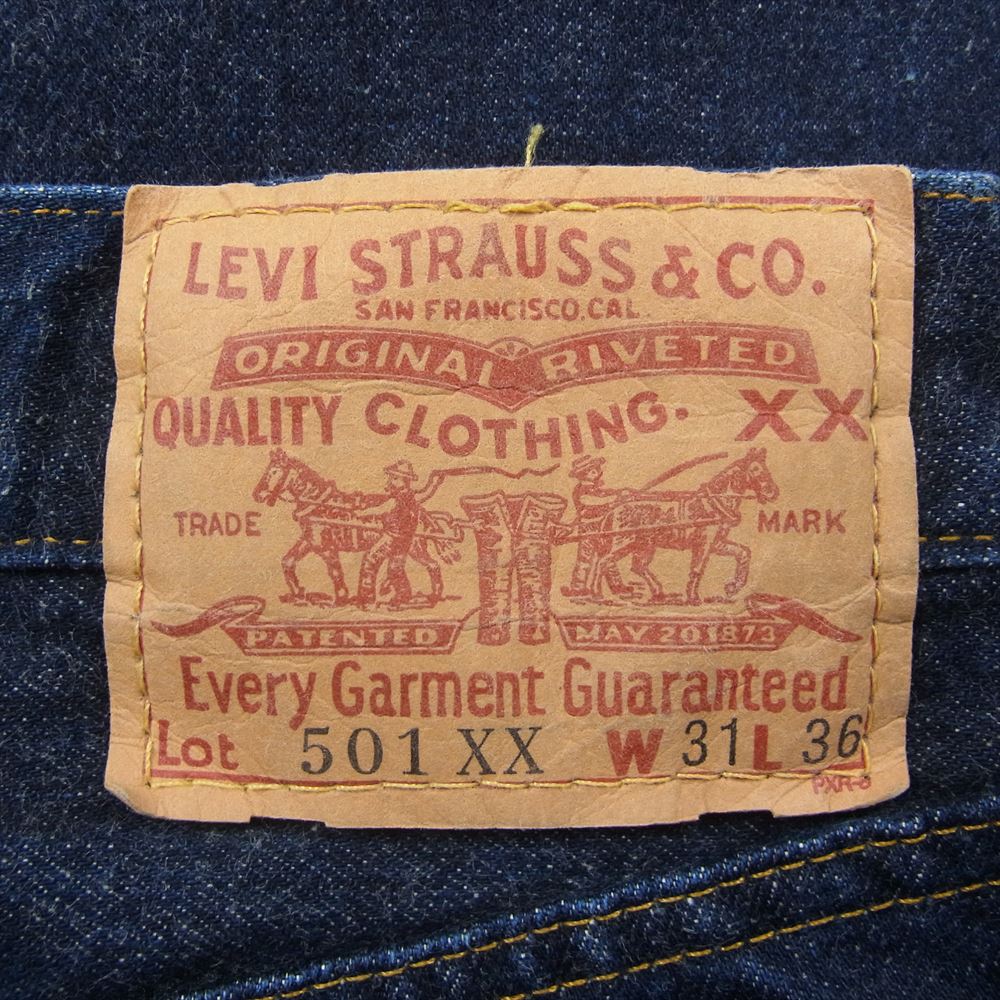 LEVI STRAUSS & CO.
SAN FRANCISCO, CAL.
ORIGINAL RIVETED
QUALITY CLOTHING. XX
TRADE MARK
PATENTED MAY 20 1873
Every Garment Guaranteed
Lot 501 XX W 31 L 36